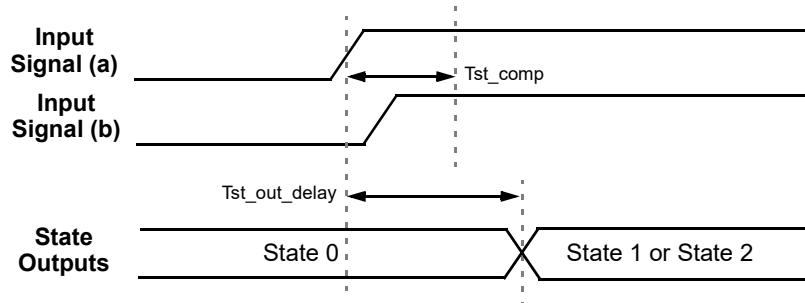 Input
Signal (a)
Tst_comp
Input
Signal (b)
Tst_out_delay
State
Outputs
State 0
State 1 or State 2